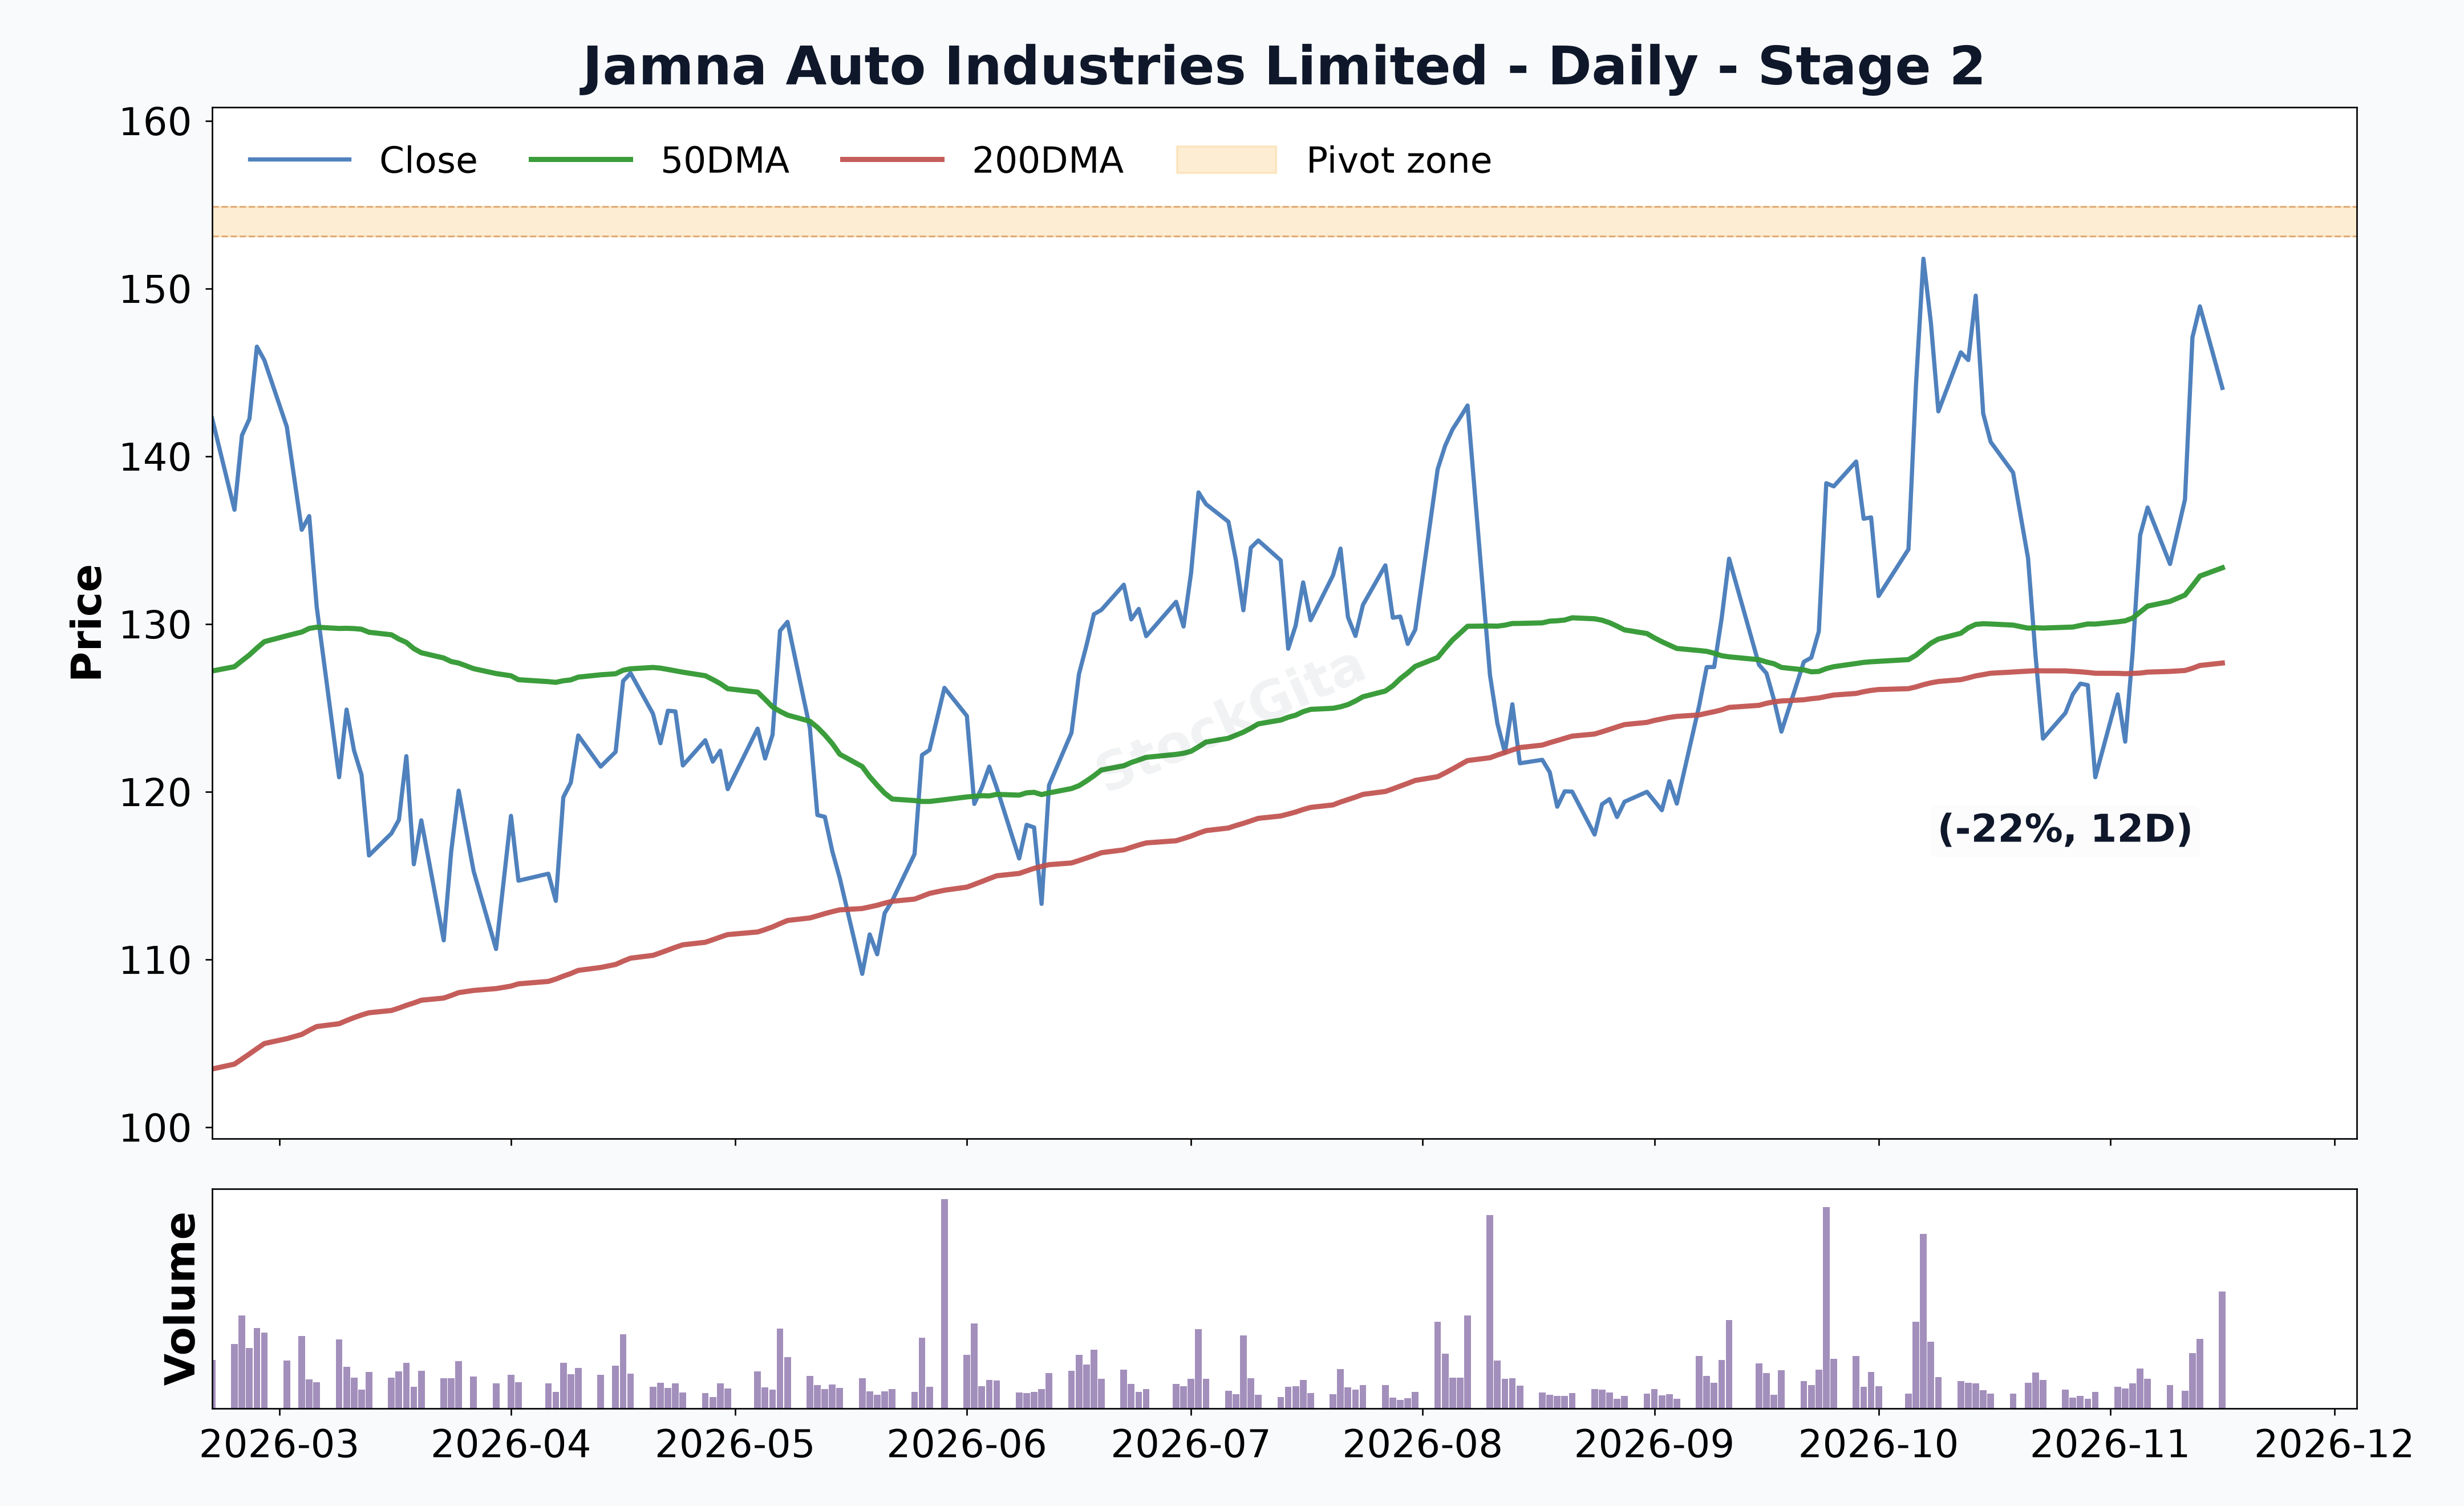 Jamna Auto Industries Limited - Daily - Stage 2
160
Close 50DMA 200DMA Pivot zone
150
140
130
120
110
100
Price
StockGita
(-22%, 12D)
Volume
2026-03 2026-04 2026-05 2026-06 2026-07 2026-08 2026-09 2026-10 2026-11 2026-12